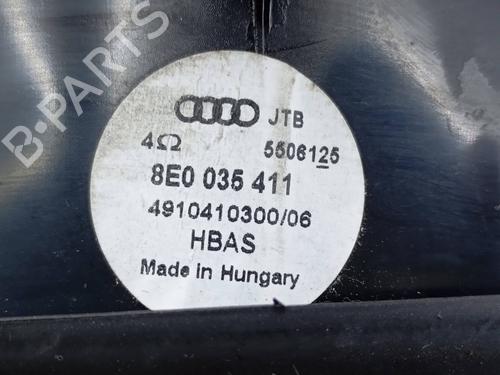 JTB
4Ω 5506125
8E0 035 411
4910410300/06
HBAS
Made in Hungary
B-PARTS